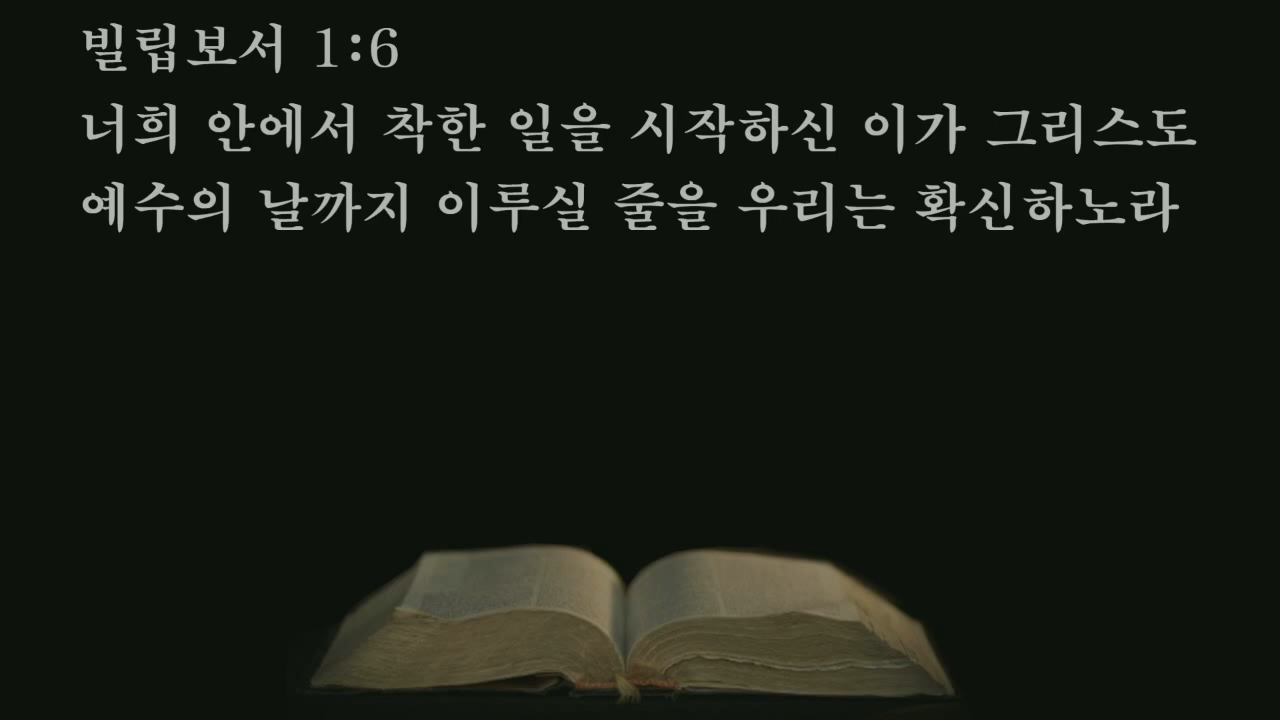 빌립보서 1:6
너희 안에서 착한 일을 시작하신 이가 그리스도
예수의 날까지 이루실 줄을 우리는 확신하노라